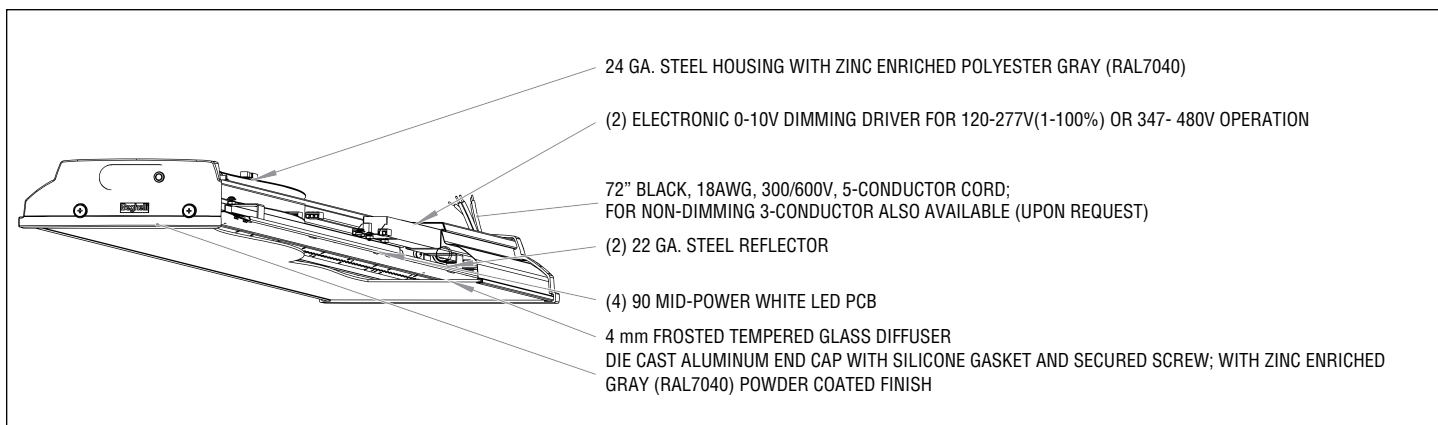 24 GA. STEEL HOUSING WITH ZINC ENRICHED POLYESTER GRAY (RAL7040)
(2) ELECTRONIC 0-10V DIMMING DRIVER FOR 120-277V(1-100%) OR 347- 480V OPERATION
72” BLACK, 18AWG, 300/600V, 5-CONDUCTOR CORD;
FOR NON-DIMMING 3-CONDUCTOR ALSO AVAILABLE (UPON REQUEST)
(2) 22 GA. STEEL REFLECTOR
(4) 90 MID-POWER WHITE LED PCB
4 mm FROSTED TEMPERED GLASS DIFFUSER
DIE CAST ALUMINUM END CAP WITH SILICONE GASKET AND SECURED SCREW; WITH ZINC ENRICHED
GRAY (RAL7040) POWDER COATED FINISH